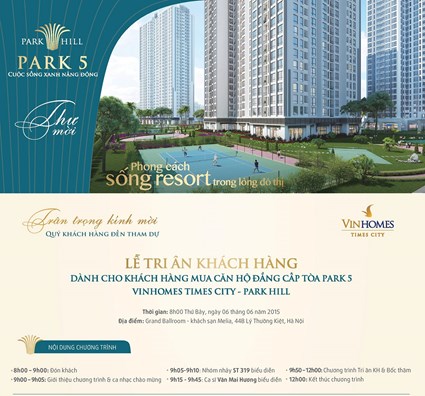 PARK HILL
PARK 5
CUỘC SỐNG XANH NĂNG ĐỘNG
Thư mời
Phong cách
sống resort trong lòng đô thị
Trân trọng kính mời
QUÝ KHÁCH HÀNG ĐẾN THAM DỰ
VINHOMES
TIMES CITY
LỄ TRI ÂN KHÁCH HÀNG
DÀNH CHO KHÁCH HÀNG MUA CĂN HỘ ĐẲNG CẤP TÒA PARK 5
VINHOMES TIMES CITY - PARK HILL
Thời gian: 8h00 Thứ Bảy, ngày 06 tháng 06 năm 2015
Địa điểm: Grand Ballroom - khách sạn Melia, 44B Lý Thường Kiệt, Hà Nội
NỘI DUNG CHƯƠNG TRÌNH
- 8h00 – 9h00: Đón khách
- 9h00 – 9h05: Giới thiệu chương trình & ca nhạc chào mừng
- 9h05-9h10: Nhóm nhảy ST 319 biểu diễn
- 9h15 - 9h45: Ca sĩ Văn Mai Hương biểu diễn
- 9h50 –12h00: Chương trình Tri ân KH & Bốc thăm
- 12h00: Kết thúc chương trình